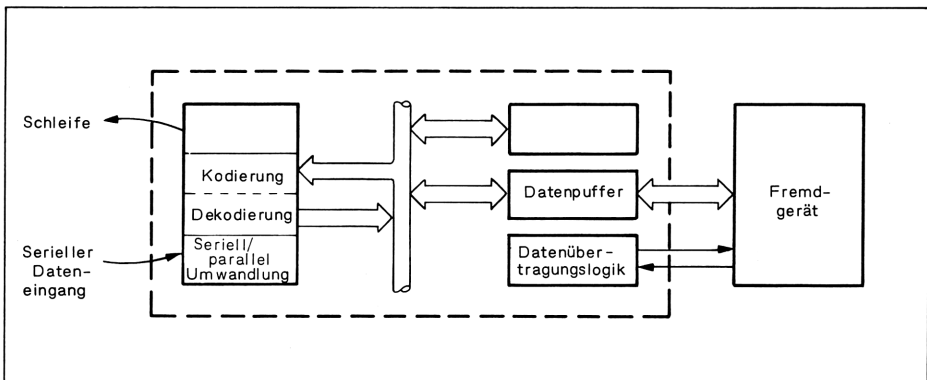 Schleife
Kodierung
Dekodierung
Seriell/
parallel
Umwandlung
Serieller
Daten-
eingang
Datenpuffer
Datenüber-
tragungslogik
Fremd-
gerät